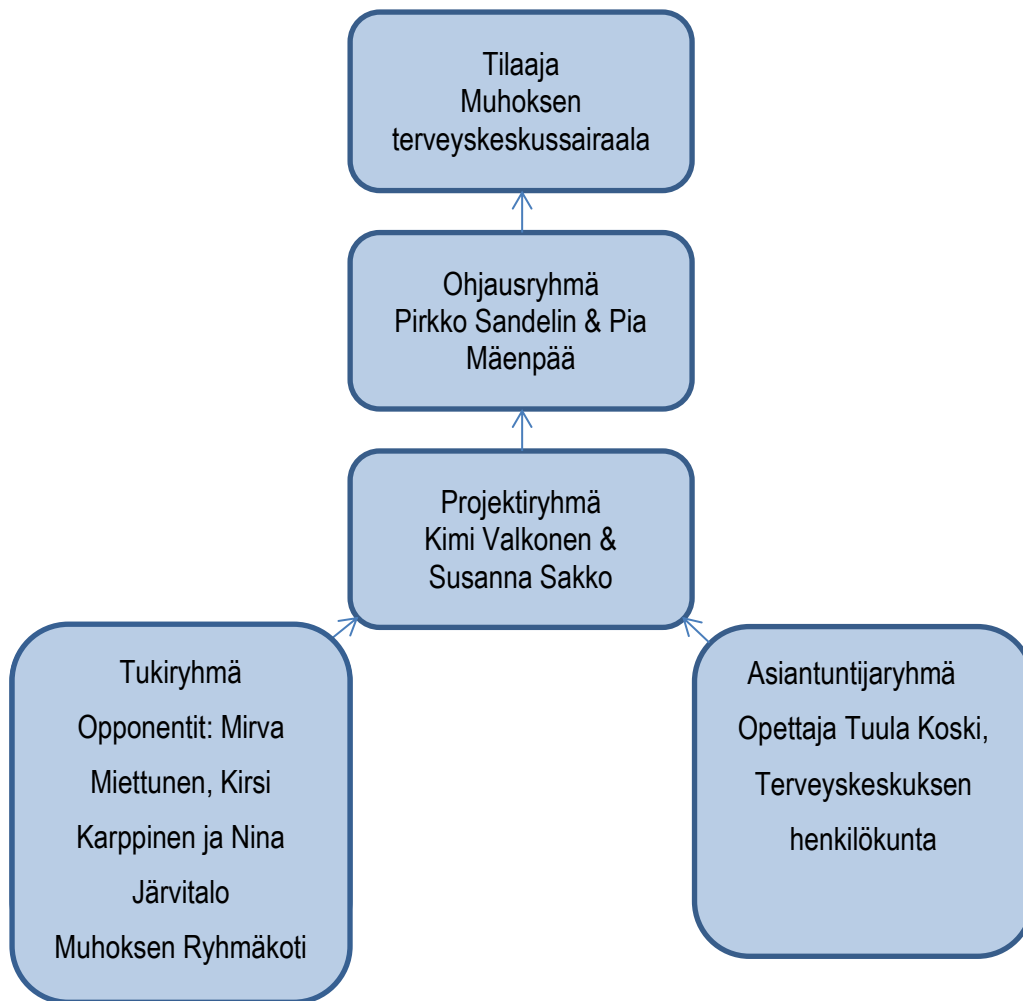 Tilaaja
Muhoksen
terveyskeskussairaala
Ohjausryhmä
Pirkko Sandelin & Pia
Mäenpää
Projektiryhmä
Kimi Valkonen &
Susanna Sakko
Tukiryhmä
Opponentit: Mirva
Miettunen, Kirsi
Karppinen ja Nina
Järvitalo
Muhoksen Ryhmäkoti
Asiantuntijaryhmä
Opettaja Tuula Koski,
Terveyskeskuksen
henkilökunta